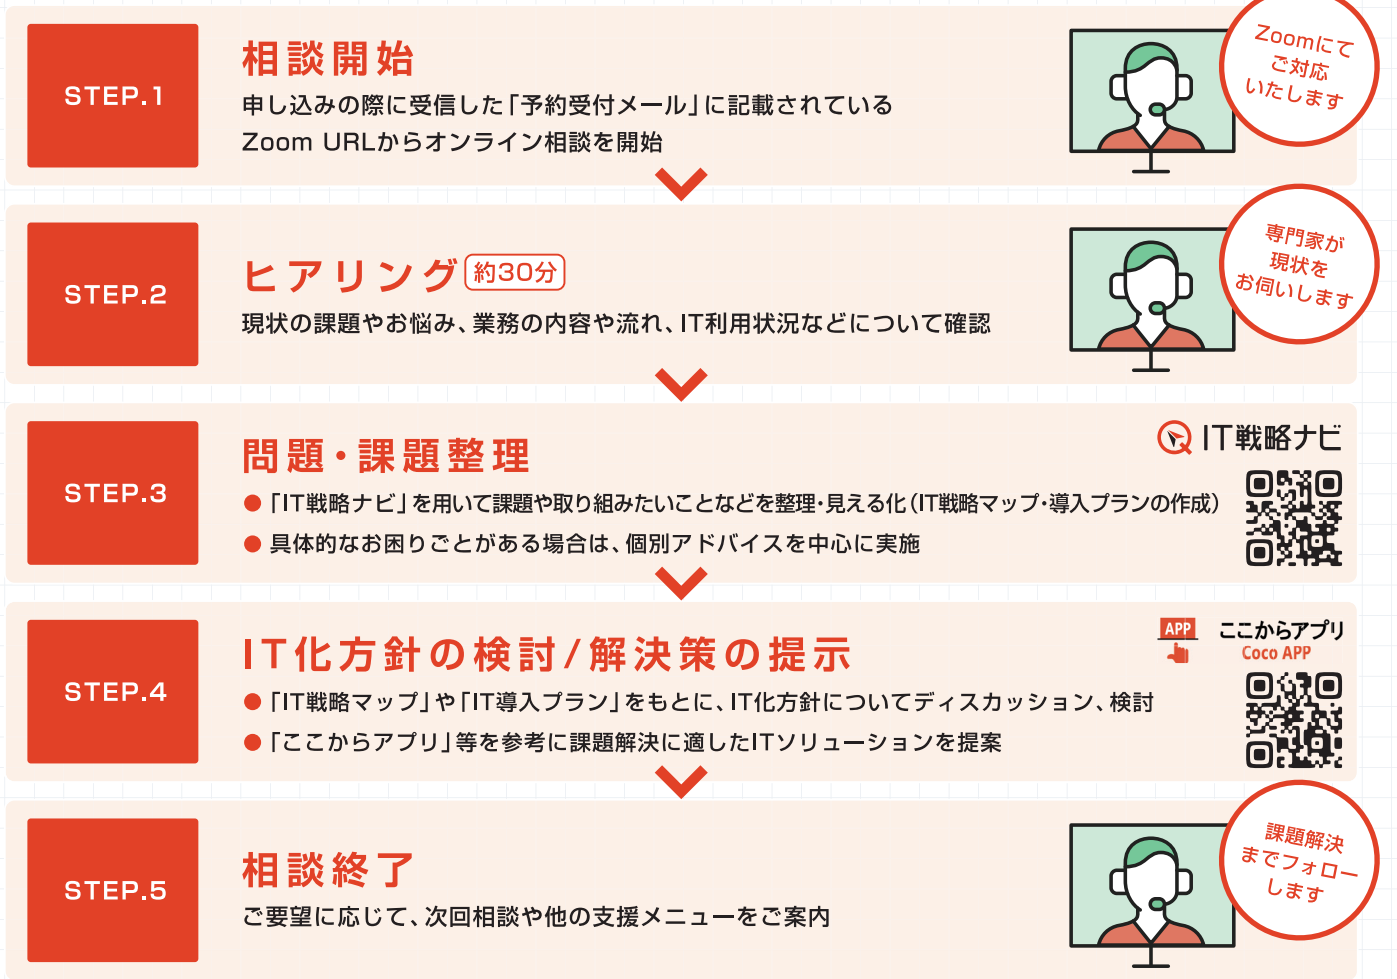 STEP.1
相談開始
申し込みの際に受信した「予約受付メール」に記載されている
Zoom URLからオンライン相談を開始
Zoomにて
ご対応
いたします
STEP.2
ヒアリング 約30分
現状の課題やお悩み、業務の内容や流れ、IT利用状況などについて確認
専門家が
現状を
お伺いします
STEP.3
問題・課題整理
●「IT戦略ナビ」を用いて課題や取り組みたいことなどを整理・見える化(IT戦略マップ・導入プランの作成)
●具体的なお困りごとがある場合は、個別アドバイスを中心に実施
IT戦略ナビ
STEP.4
IT化方針の検討/解決策の提示
●「IT戦略マップ」や「IT導入プラン」をもとに、IT化方針についてディスカッション、検討
●「ここからアプリ」等を参考に課題解決に適したITソリューションを提案
APP
ここからアプリ
Coco APP
STEP.5
相談終了
ご要望に応じて、次回相談や他の支援メニューをご案内
課題解決
までフォロー
します